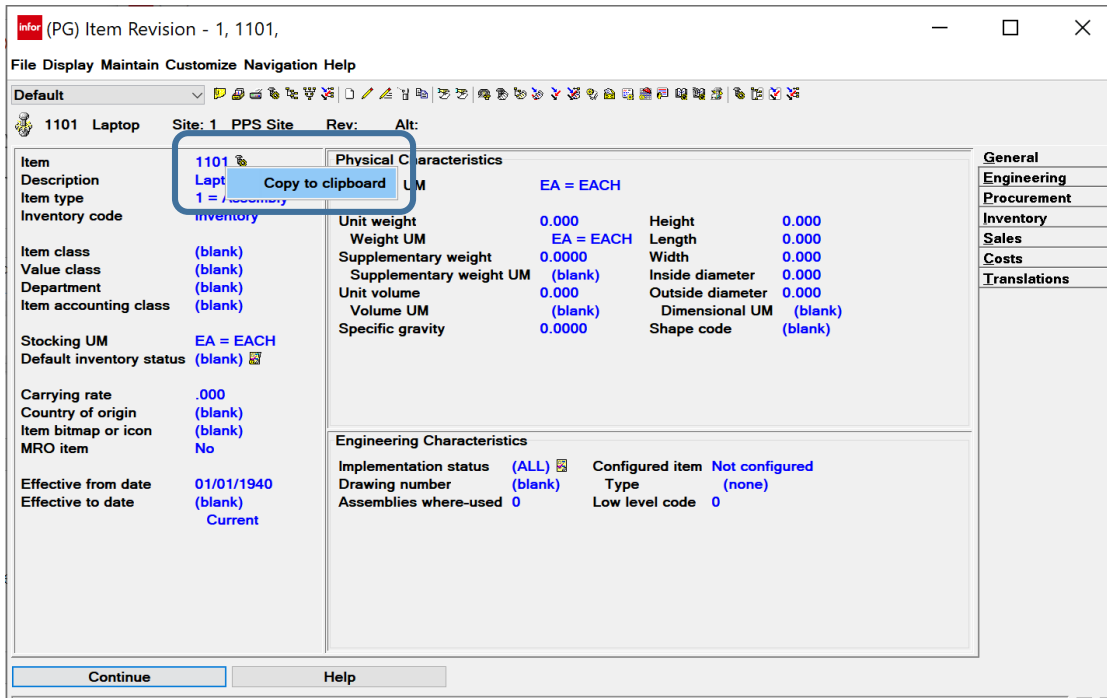 infor (PG) Item Revision - 1, 1101,
File Display Maintain Customize Navigation Help
Default
1101 Laptop Site: 1 PPS Site Rev: Alt:
Item 1101
Description
Copy to clipboard
Item type 1 = Assembly
Inventory code Inventory
Item class (blank)
Value class (blank)
Department (blank)
Item accounting class (blank)
Stocking UM EA = EACH
Default inventory status (blank)
Carrying rate .000
Country of origin (blank)
Item bitmap or icon (blank)
MRO item No
Effective from date 01/01/1940
Effective to date (blank)
Current
Physical Characteristics
UM EA = EACH
Unit weight 0.000 Height 0.000
Weight UM EA = EACH Length 0.000
Supplementary weight 0.0000 Width 0.000
Supplementary weight UM (blank) Inside diameter 0.000
Unit volume 0.000 Outside diameter 0.000
Volume UM (blank) Dimensional UM (blank)
Specific gravity 0.0000 Shape code (blank)
Engineering Characteristics
Implementation status (ALL) Configured item Not configured
Drawing number (blank) Type (none)
Assemblies where-used 0 Low level code 0
General
Engineering
Procurement
Inventory
Sales
Costs
Translations
Continue Help